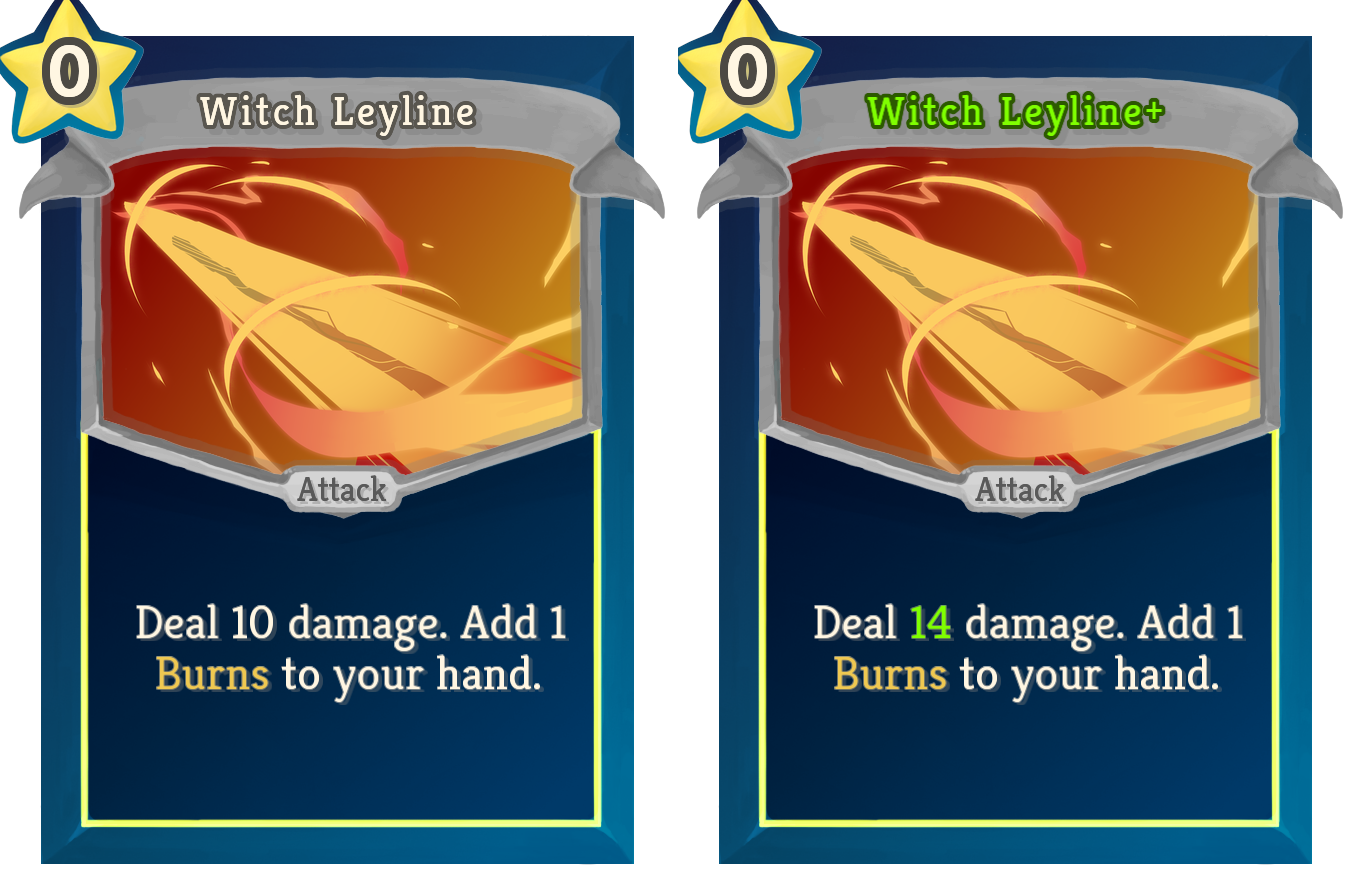 0
Witch Leyline
Attack
Deal 10 damage. Add 1
Burns to your hand.
0
Witch Leyline+
Attack
Deal 14 damage. Add 1
Burns to your hand.